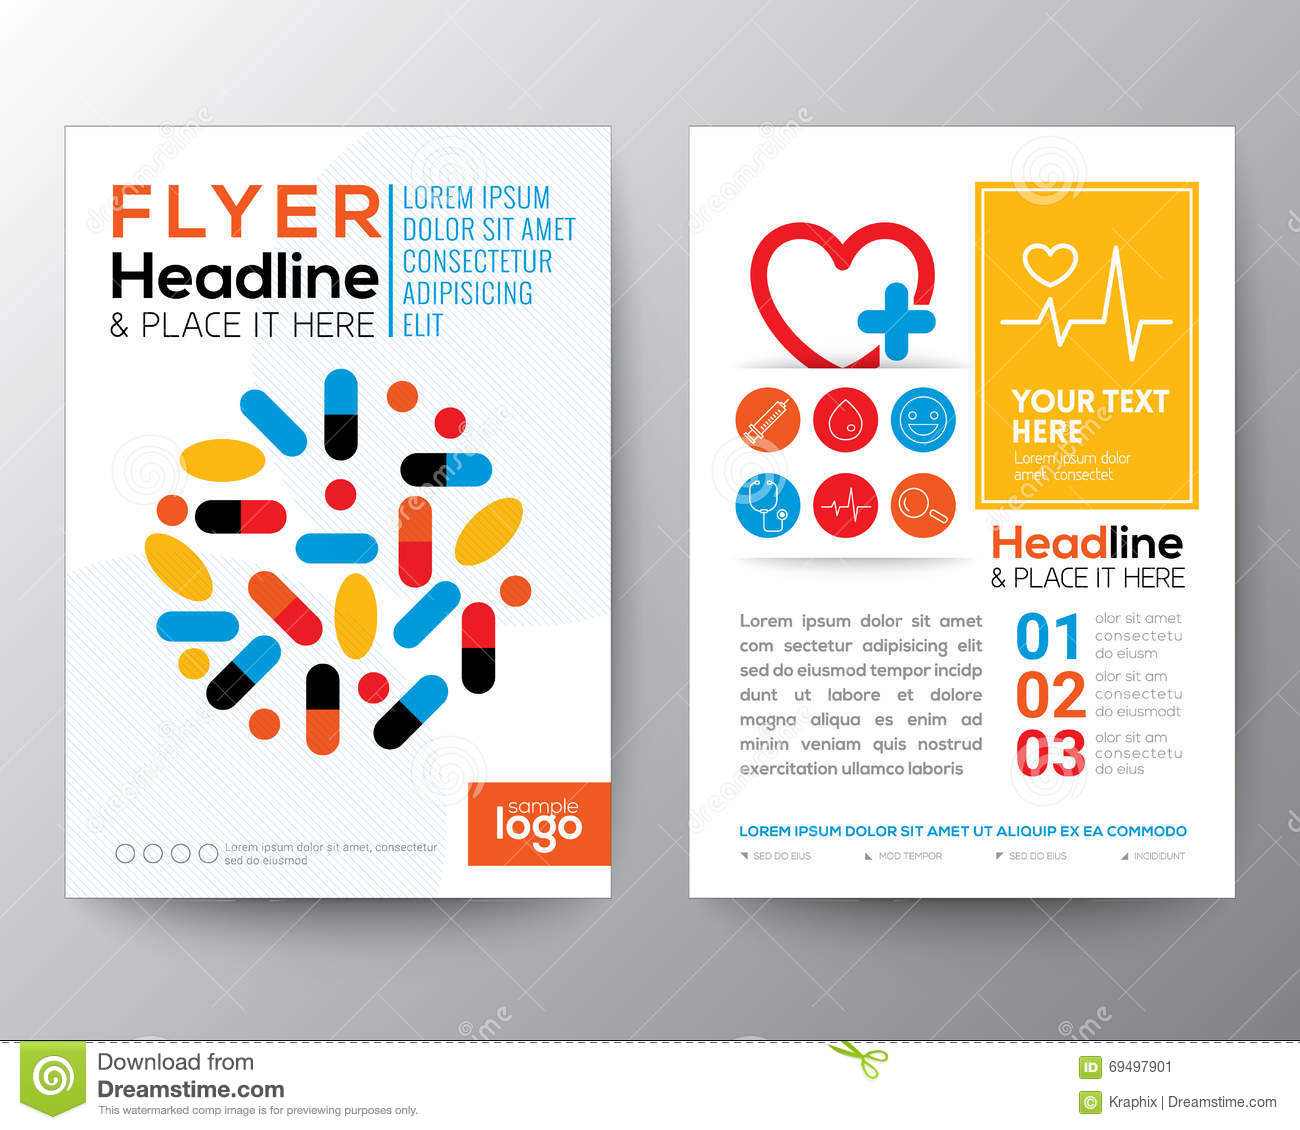 FLYER
Headline
& PLACE IT HERE
LOREM IPSUM
DOLOR SIT AMET
CONSECTETUR
ADIPISICING
ELIT
sample
logo
Lorem ipsum dolor sit amet, consectetur
sed do eiusmod
YOUR TEXT
HERE
Lorem ipsum dolor
amet, consectet
Headline
& PLACE IT HERE
Lorem ipsum dolor sit amet
com sectetur adipisicing elit
sed do eiusmod tempor incidp
dunt ut labore et dolore
magna aliqua es enim ad
minim veniam quis nostrud
exercitation ullamco laboris
01
olor sit amet
consectetu
do eiusm
02
olor sit am
consectetu
do eiusmodt
03
olor sit am
consectetu
do eius
LOREM IPSUM DOLOR SIT AMET UT ALIQUIP EX EA COMMODO
SED DO EIUS MOD TEMPOR SED DO EIUS INCIDIDUNT
Download from
Dreamstime.com
This watermarked comp image is for previewing purposes only.
ID 69497901
© Kraphix | Dreamstime.com